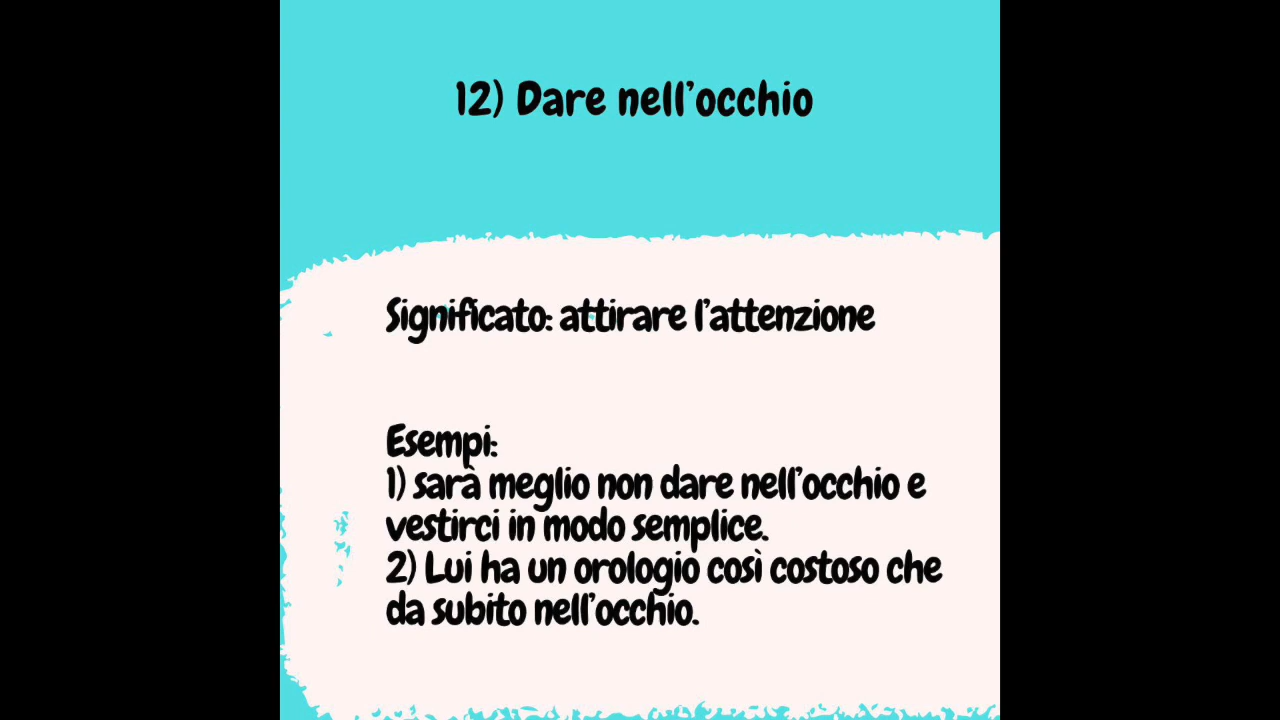 12) Dare nell’occhio
Significato: attirare l’attenzione
Esempi:
1) sarà meglio non dare nell’occhio e
vestirci in modo semplice.
2) Lui ha un orologio così costoso che
da subito nell’occhio.